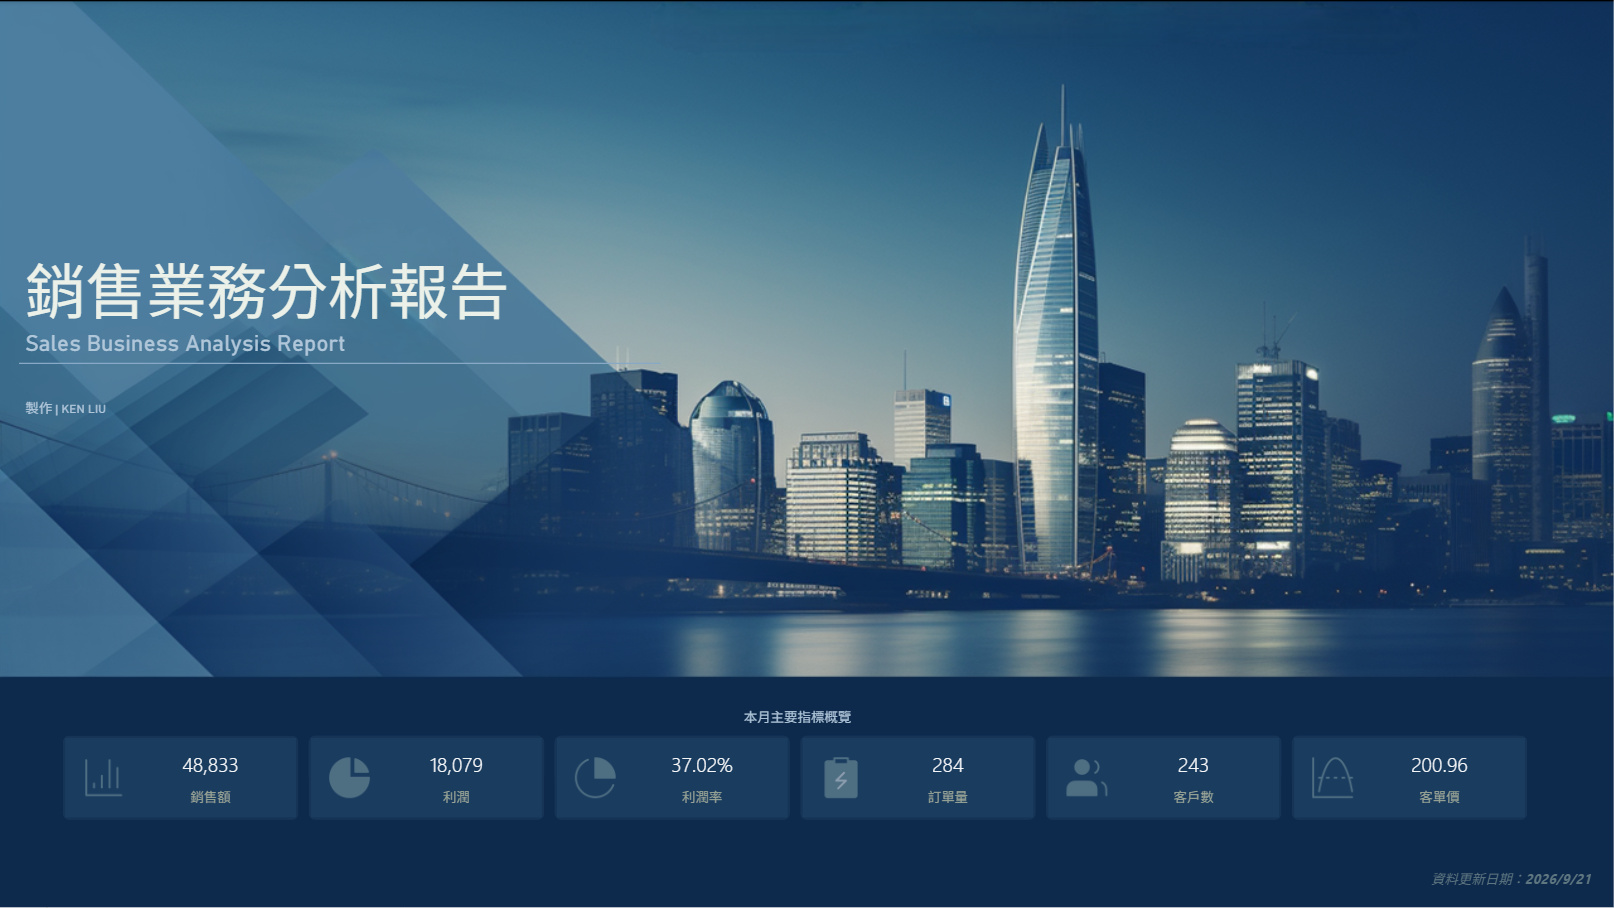 銷售業務分析報告
Sales Business Analysis Report
製作 | KEN LIU
本月主要指標概覽
48,833
銷售額
18,079
利潤
37.02%
利潤率
284
訂單量
243
客戶數
200.96
客單價
資料更新日期：2026/9/21